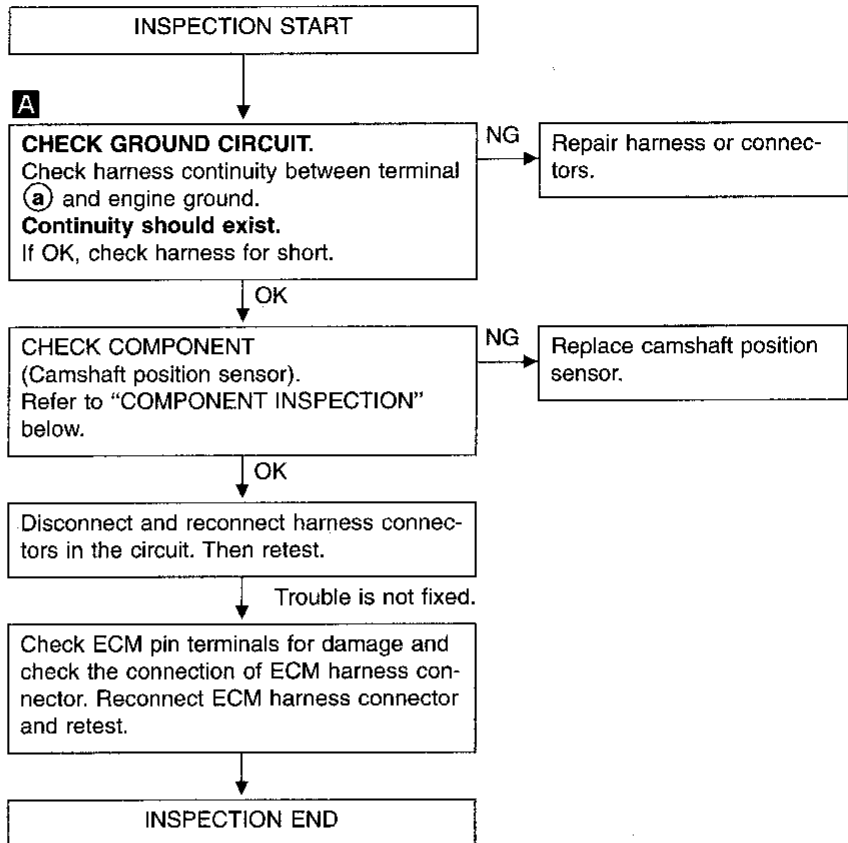 INSPECTION START
A
CHECK GROUND CIRCUIT.
Check harness continuity between terminal
ⓐ and engine ground.
Continuity should exist.
If OK, check harness for short.
NG
Repair harness or connec-
tors.
OK
CHECK COMPONENT
(Camshaft position sensor).
Refer to “COMPONENT INSPECTION”
below.
NG
Replace camshaft position
sensor.
OK
Disconnect and reconnect harness connec-
tors in the circuit. Then retest.
Trouble is not fixed.
Check ECM pin terminals for damage and
check the connection of ECM harness con-
nector. Reconnect ECM harness connector
and retest.
INSPECTION END